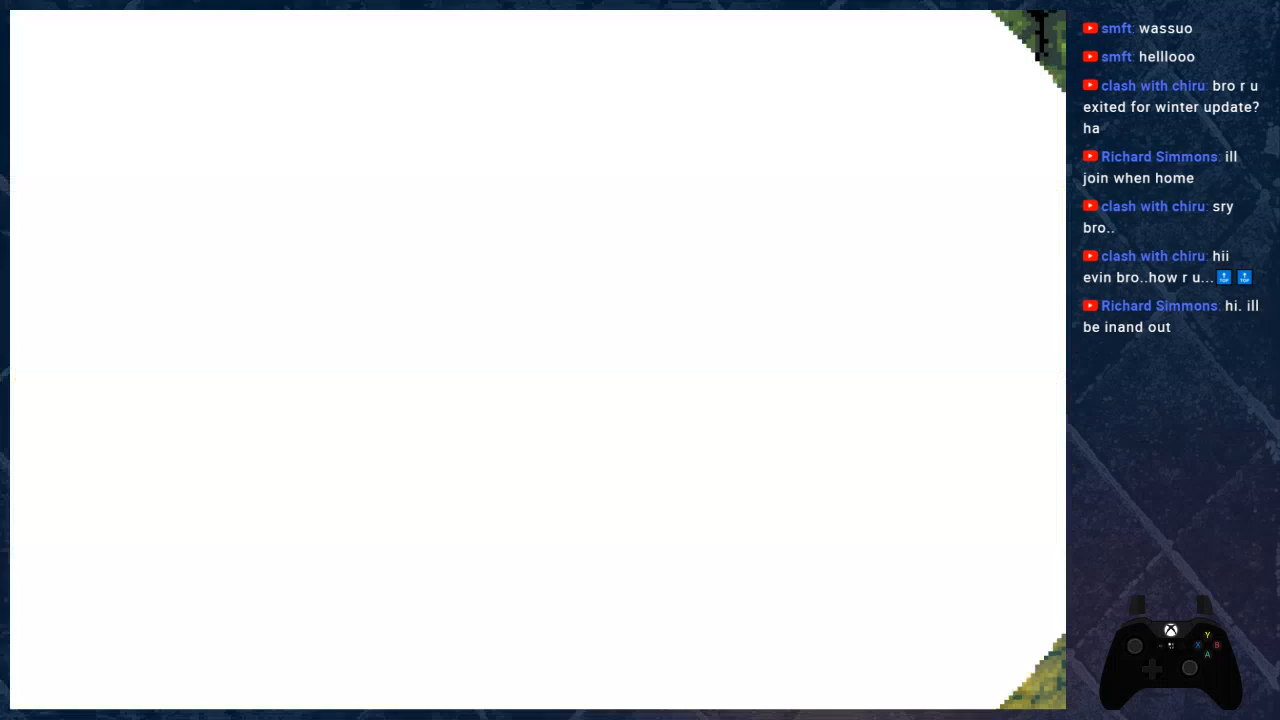 smft: wassuo
smft: helllooo
clash with chiru: bro r u
exited for winter update?
ha
Richard Simmons: ill
join when home
clash with chiru: sry
bro..
clash with chiru: hii
evin bro..how r u...🔝🔝
Richard Simmons: hi. ill
be inand out
Y
X B
A